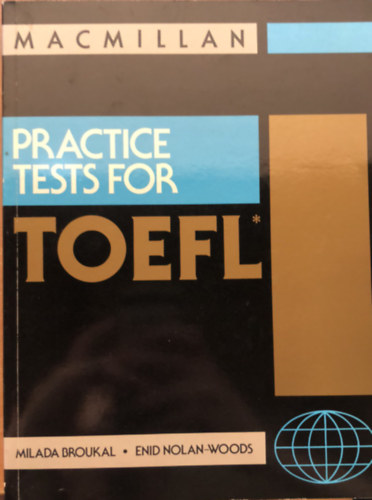 MACMILLAN
PRACTICE
TESTS FOR
TOEFL*
MILADA BROUKAL • ENID NOLAN-WOODS